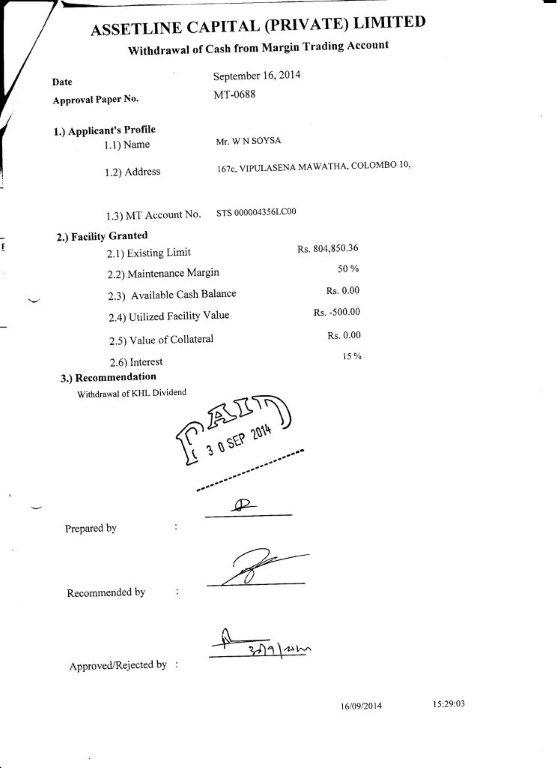 ASSETLINE CAPITAL (PRIVATE) LIMITED
Withdrawal of Cash from Margin Trading Account
Date September 16, 2014
Approval Paper No. MT-0688
1.) Applicant's Profile
1.1) Name Mr. W N SOYSA
1.2) Address 167c, VIPULASENA MAWATHA, COLOMBO 10,
1.3) MT Account No. STS 000004356LC00
2.) Facility Granted
2.1) Existing Limit Rs. 804,850.36
2.2) Maintenance Margin 50 %
2.3) Available Cash Balance Rs. 0.00
2.4) Utilized Facility Value Rs. -500.00
2.5) Value of Collateral Rs. 0.00
2.6) Interest 15 %
3.) Recommendation
Withdrawal of KHL Dividend
PAID
30 SEP 2014
Prepared by :
Recommended by :
Approved/Rejected by :
16/09/2014 15:29:03